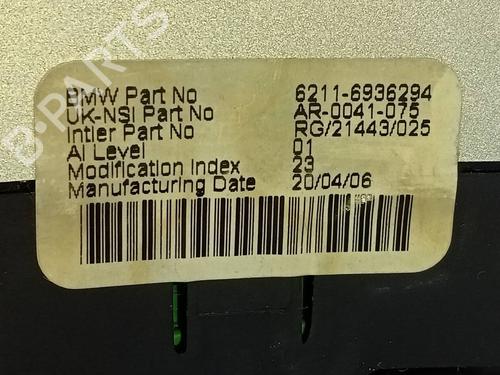 B-PARTS
BMW Part No 6211-6936294
UK-NSI Part No AR-0041-075
Intier Part No RG/21443/025
AI Level 01
Modification Index 23
Manufacturing Date 20/04/06